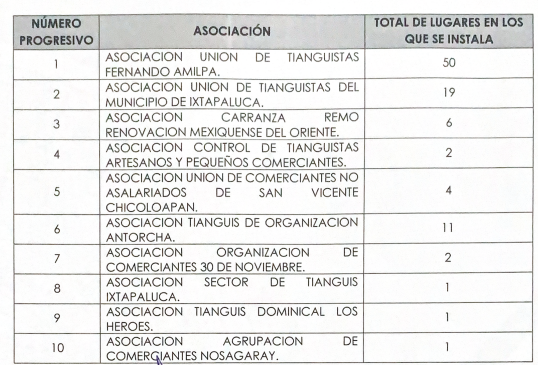 NÚMERO PROGRESIVO | ASOCIACIÓN | TOTAL DE LUGARES EN LOS QUE SE INSTALA
1 | ASOCIACION UNION DE TIANGUISTAS
FERNANDO AMILPA. | 50
2 | ASOCIACION UNION DE TIANGUISTAS DEL
MUNICIPIO DE IXTAPALUCA. | 19
3 | ASOCIACION CARRANZA REMO
RENOVACION MEXIQUENSE DEL ORIENTE. | 6
4 | ASOCIACION CONTROL DE TIANGUISTAS
ARTESANOS Y PEQUEÑOS COMERCIANTES. | 2
5 | ASOCIACION UNION DE COMERCIANTES NO
ASALARIADOS DE SAN VICENTE
CHICOLOAPAN. | 4
6 | ASOCIACION TIANGUIS DE ORGANIZACION
ANTORCHA. | 11
7 | ASOCIACION ORGANIZACION DE
COMERCIANTES 30 DE NOVIEMBRE. | 2
8 | ASOCIACION SECTOR DE TIANGUIS
IXTAPALUCA. | 1
9 | ASOCIACION TIANGUIS DOMINICAL LOS
HEROES. | 1
10 | ASOCIACION AGRUPACION DE
COMERCIANTES NOSAGARAY. | 1